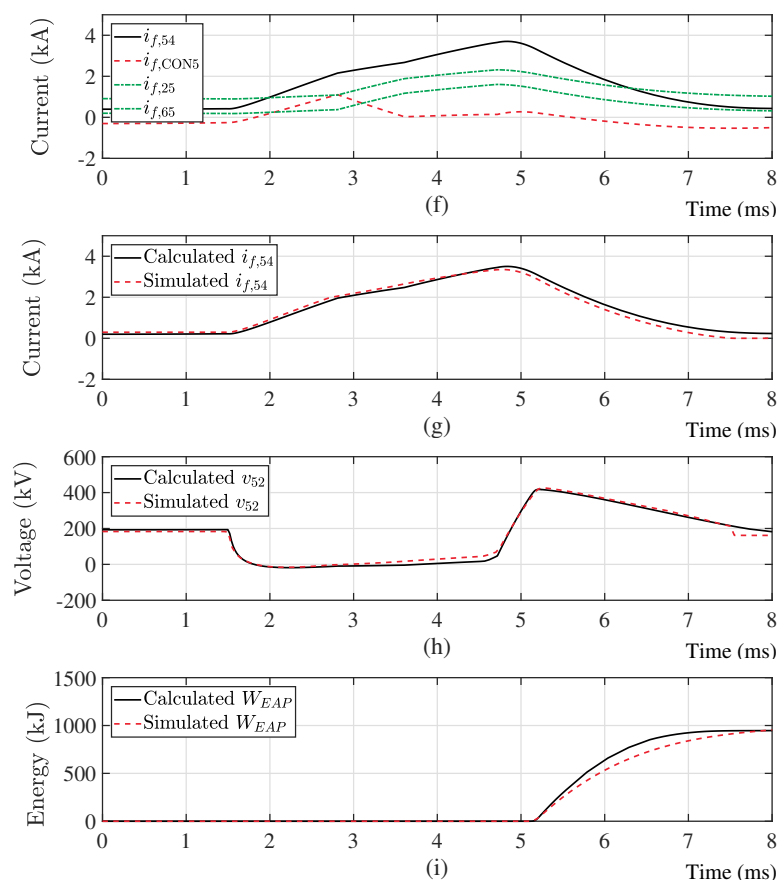 4
2
0
-2
Current (kA)
i_{f,54}
i_{f,CON5}
i_{f,25}
i_{f,65}
0 1 2 3 4 5 6 7 8
(f)
Time (ms)
4
2
0
-2
Current (kA)
Calculated i_{f,54}
Simulated i_{f,54}
0 1 2 3 4 5 6 7 8
(g)
Time (ms)
600
400
200
0
-200
Voltage (kV)
Calculated v_{52}
Simulated v_{52}
0 1 2 3 4 5 6 7 8
(h)
Time (ms)
1500
1000
500
0
Energy (kJ)
Calculated W_{EAP}
Simulated W_{EAP}
0 1 2 3 4 5 6 7 8
(i)
Time (ms)